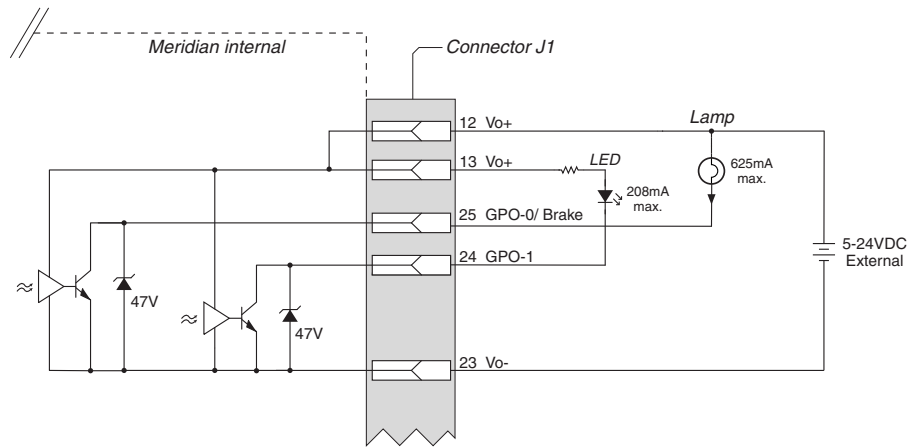 Meridian internal
Connector J1
12 Vo+
Lamp
13 Vo+
LED
625mA
max.
208mA
max.
25 GPO-0/ Brake
24 GPO-1
5-24VDC
External
47V
47V
23 Vo-